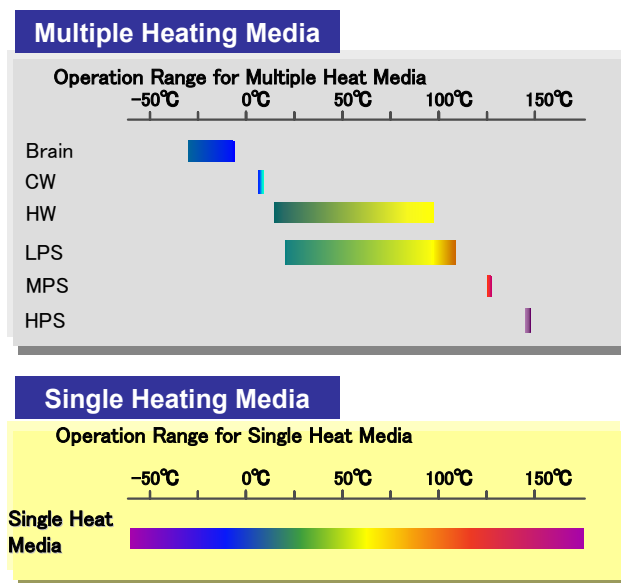 Multiple Heating Media
Operation Range for Multiple Heat Media
-50℃ 0℃ 50℃ 100℃ 150℃
Brain
CW
HW
LPS
MPS
HPS
Single Heating Media
Operation Range for Single Heat Media
-50℃ 0℃ 50℃ 100℃ 150℃
Single Heat
Media